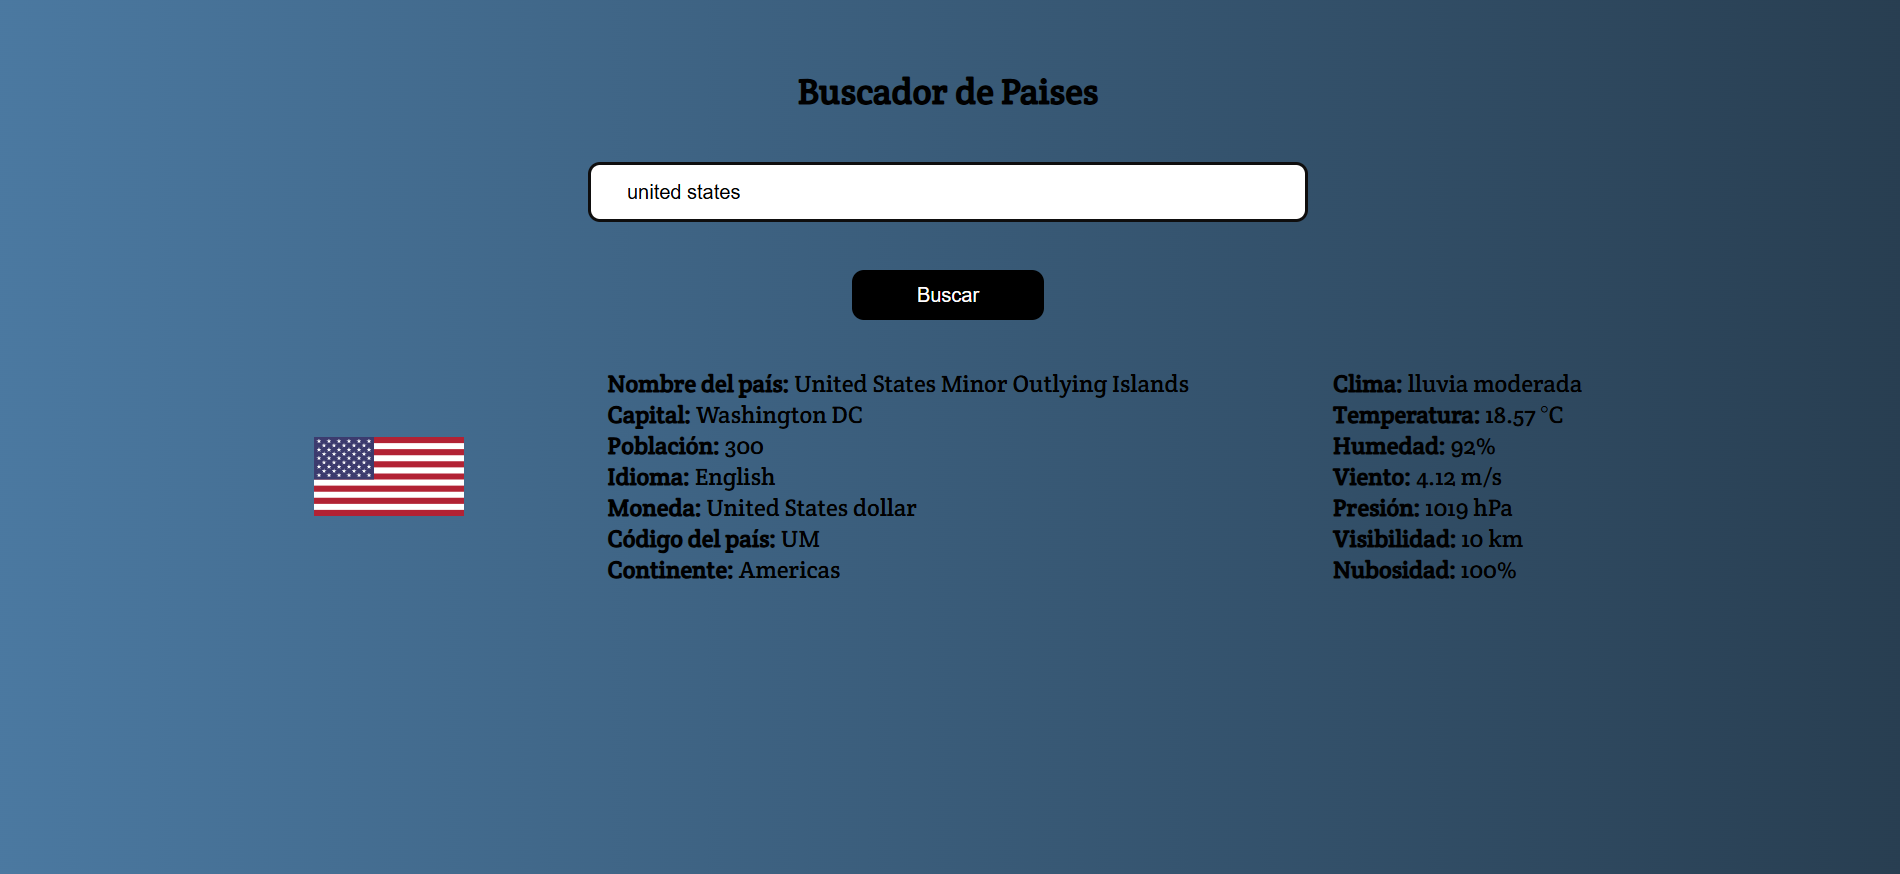 Buscador de Paises
united states
Buscar
Nombre del país: United States Minor Outlying Islands
Capital: Washington DC
Población: 300
Idioma: English
Moneda: United States dollar
Código del país: UM
Continente: Americas
Clima: lluvia moderada
Temperatura: 18.57 °C
Humedad: 92%
Viento: 4.12 m/s
Presión: 1019 hPa
Visibilidad: 10 km
Nubosidad: 100%